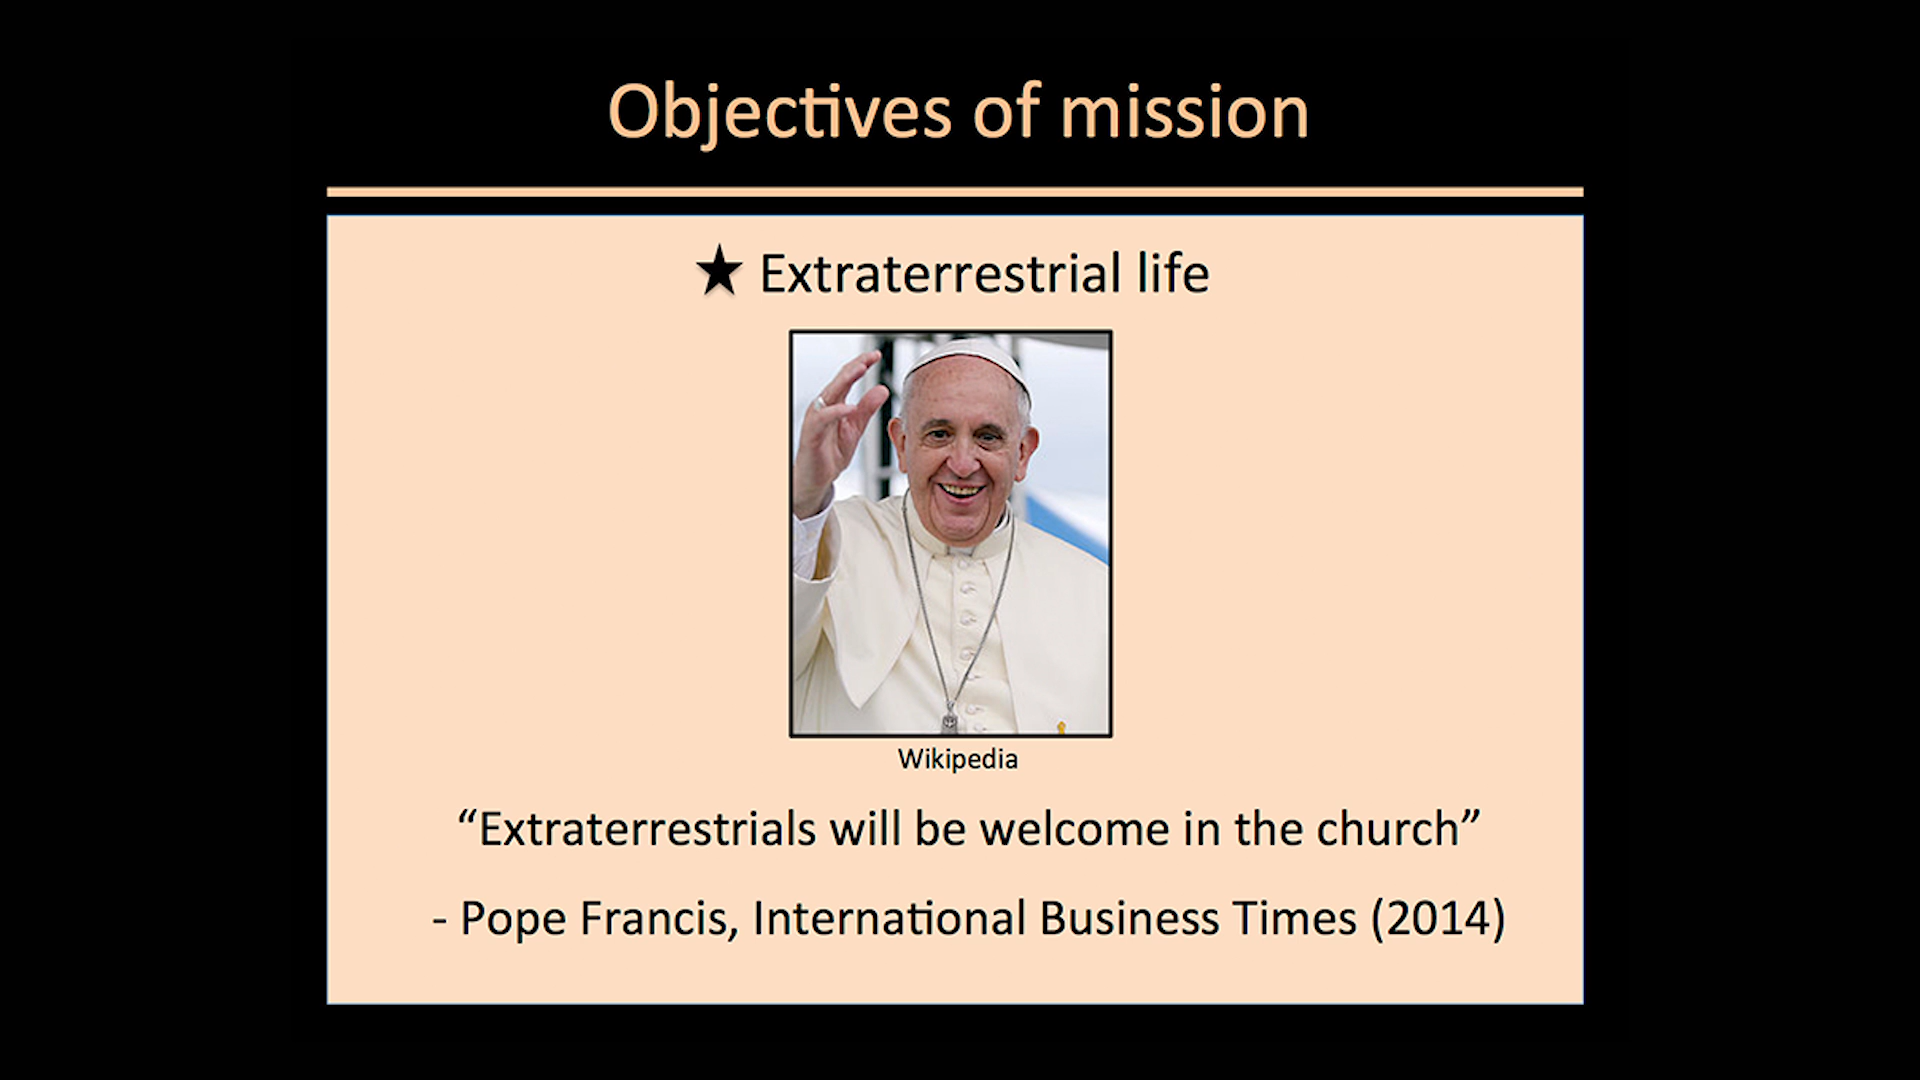 Objectives of mission
★ Extraterrestrial life
Wikipedia
“Extraterrestrials will be welcome in the church”
- Pope Francis, International Business Times (2014)